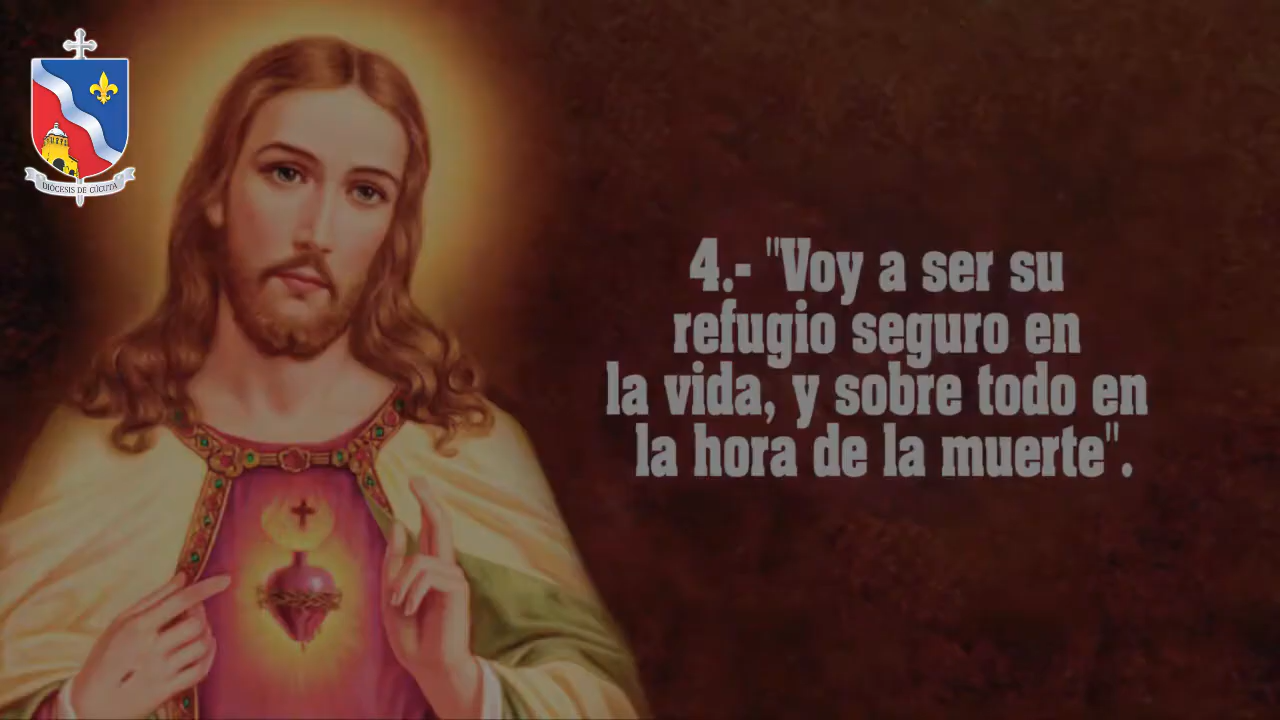 DIÓCESIS DE CÚCUTA
4.- "Voy a ser su
refugio seguro en
la vida, y sobre todo en
la hora de la muerte".